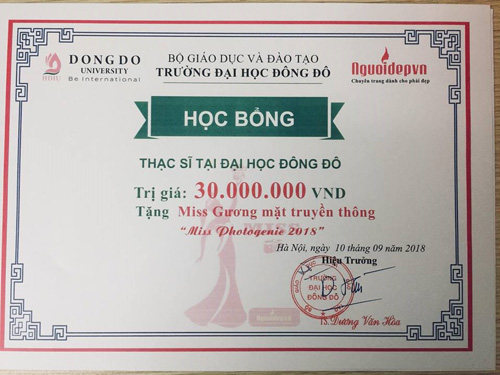 DONG DO
UNIVERSITY
Be International
BỘ GIÁO DỤC VÀ ĐÀO TẠO
TRƯỜNG ĐẠI HỌC ĐÔNG ĐÔ
Nguoidepvn
Chuyên trang dành cho phái đẹp
HỌC BỔNG
THẠC SĨ TẠI ĐẠI HỌC ĐÔNG ĐÔ
Trị giá: 30.000.000 VND
Tặng Miss Gương mặt truyền thông
"Miss Photogenic 2018"
Hà Nội, ngày 10 tháng 09 năm 2018
Hiệu Trưởng
TRƯỜNG
ĐẠI HỌC
ĐÔNG ĐÔ
TS.Dương Văn Hòa
Nguoidepvn